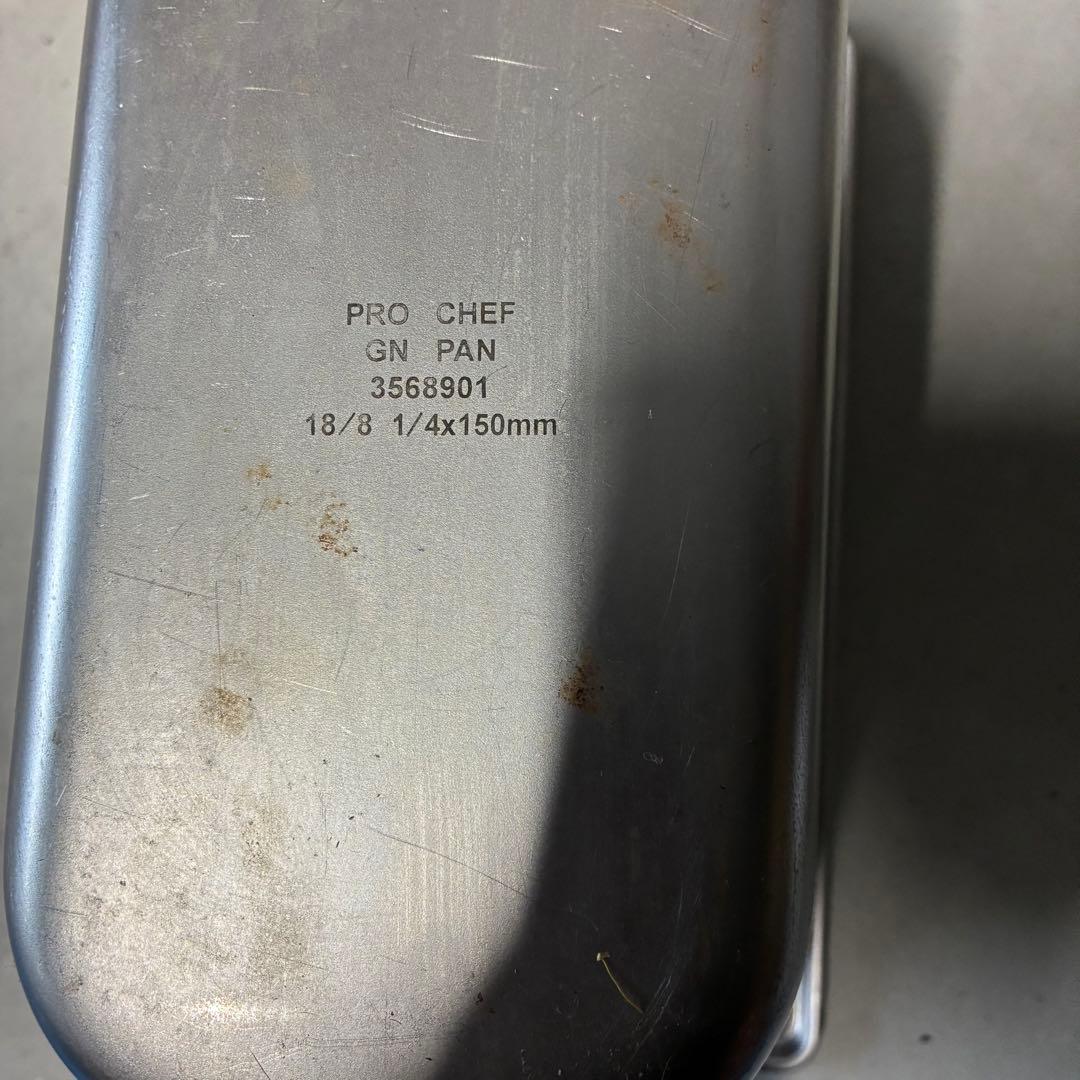 PRO CHEF
GN PAN
3568901
18/8 1/4x150mm